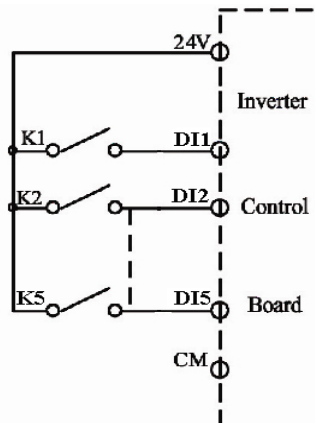 24V
Inverter
K1 DI1
K2 DI2 Control
K5 DI5 Board
CM